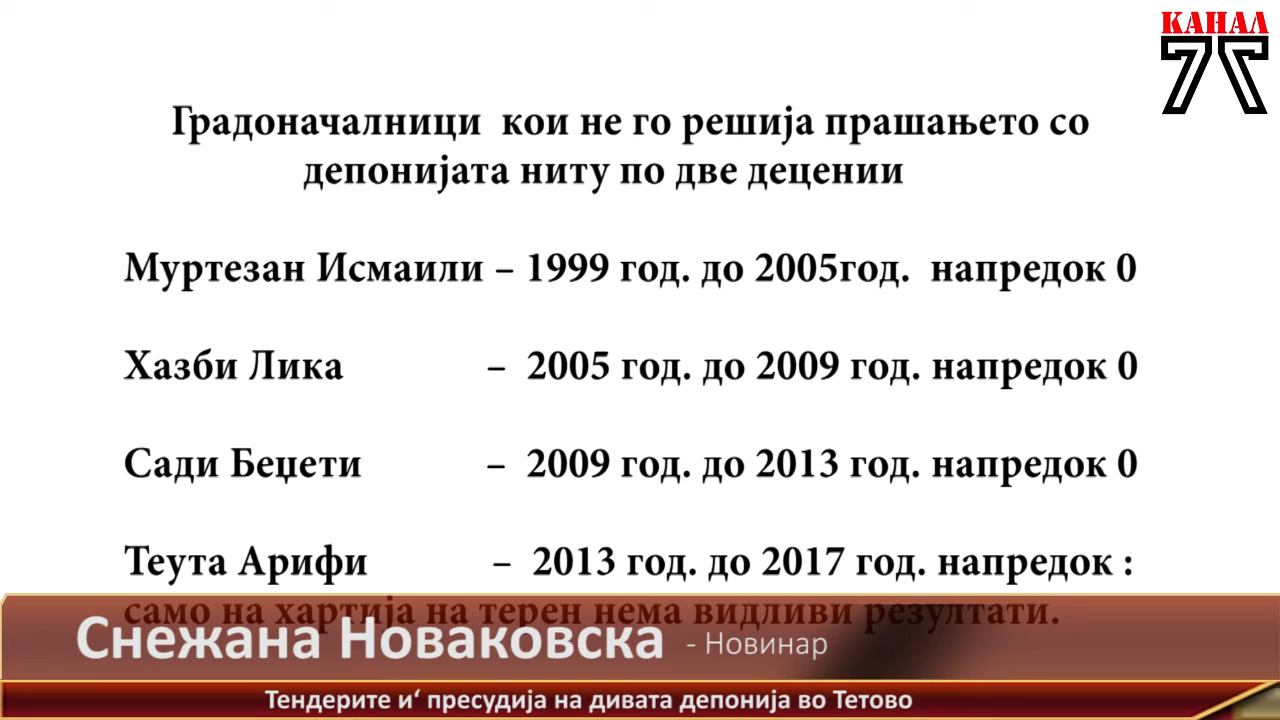 КАНАЛ
77
Градоначалници кои не го решија прашањето со
депонијата ниту по две децении
Муртезан Исмаили – 1999 год. до 2005год. напредок 0
Хазби Лика – 2005 год. до 2009 год. напредок 0
Сади Беџети – 2009 год. до 2013 год. напредок 0
Теута Арифи – 2013 год. до 2017 год. напредок :
само на хартија на терен нема видливи резултати.
Снежана Новаковска - Новинар
Тендерите и‘ пресудија на дивата депонија во Тетово